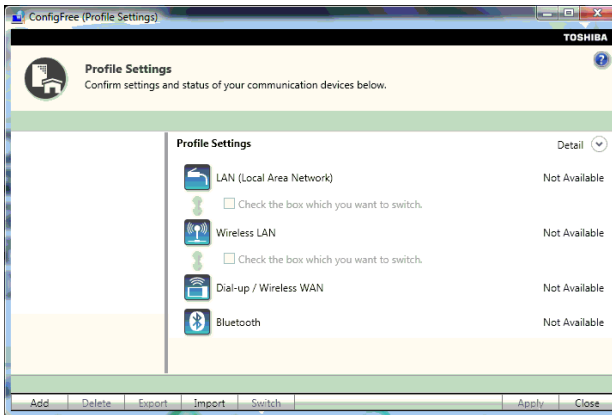 ConfigFree (Profile Settings)
TOSHIBA
Profile Settings
Confirm settings and status of your communication devices below.
Profile Settings
Detail
LAN (Local Area Network)
Not Available
Check the box which you want to switch.
Wireless LAN
Not Available
Check the box which you want to switch.
Dial-up / Wireless WAN
Not Available
Bluetooth
Not Available
Add Delete Export Import Switch Apply Close